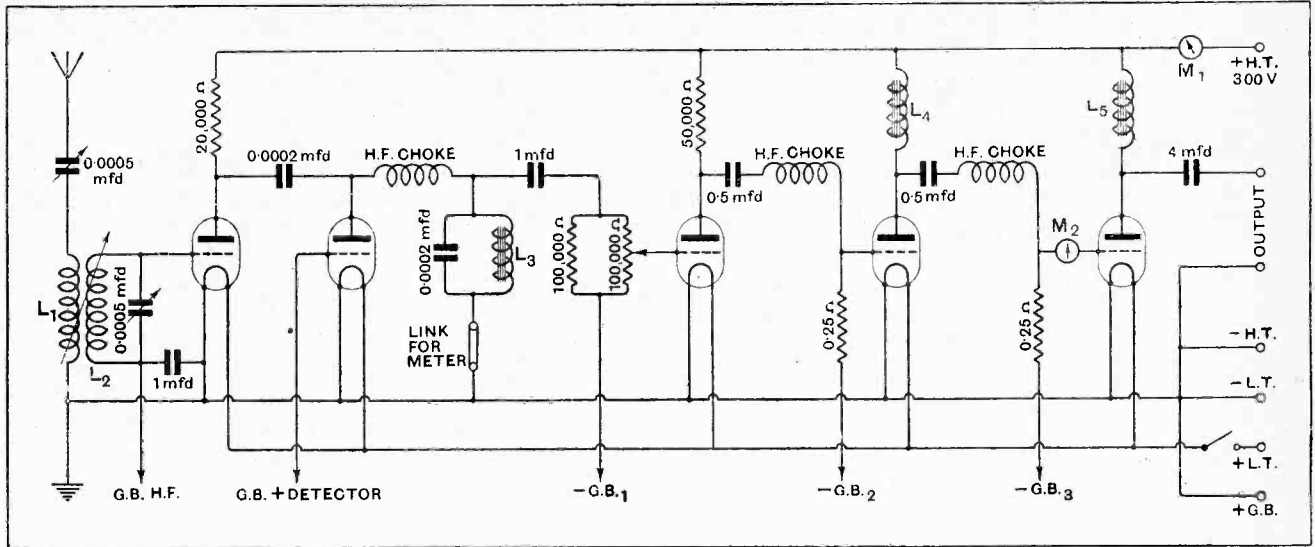 0·0005
mfd
L1
L2
0·0005 mfd
1 mfd
G.B. H.F.
20,000 Ω
0·0002 mfd
G.B. + DETECTOR
H.F. CHOKE
0·0002 mfd
L3
LINK
FOR
METER
1 mfd
100,000 Ω
100,000 Ω
-G.B.1
50,000 Ω
0·5 mfd
H.F. CHOKE
0·25 Ω
-G.B.2
L4
0·5 mfd
H.F. CHOKE
0·25 Ω
-G.B.3
M2
L5
M1
+H.T.
300 V
4 mfd
OUTPUT
-H.T.
-L.T.
+L.T.
+G.B.